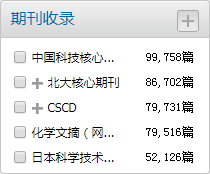 期刊收录
中国科技核心... 99,758篇
北大核心期刊 86,702篇
CSCD 79,731篇
化学文摘（网... 79,516篇
日本科学技术... 52,126篇